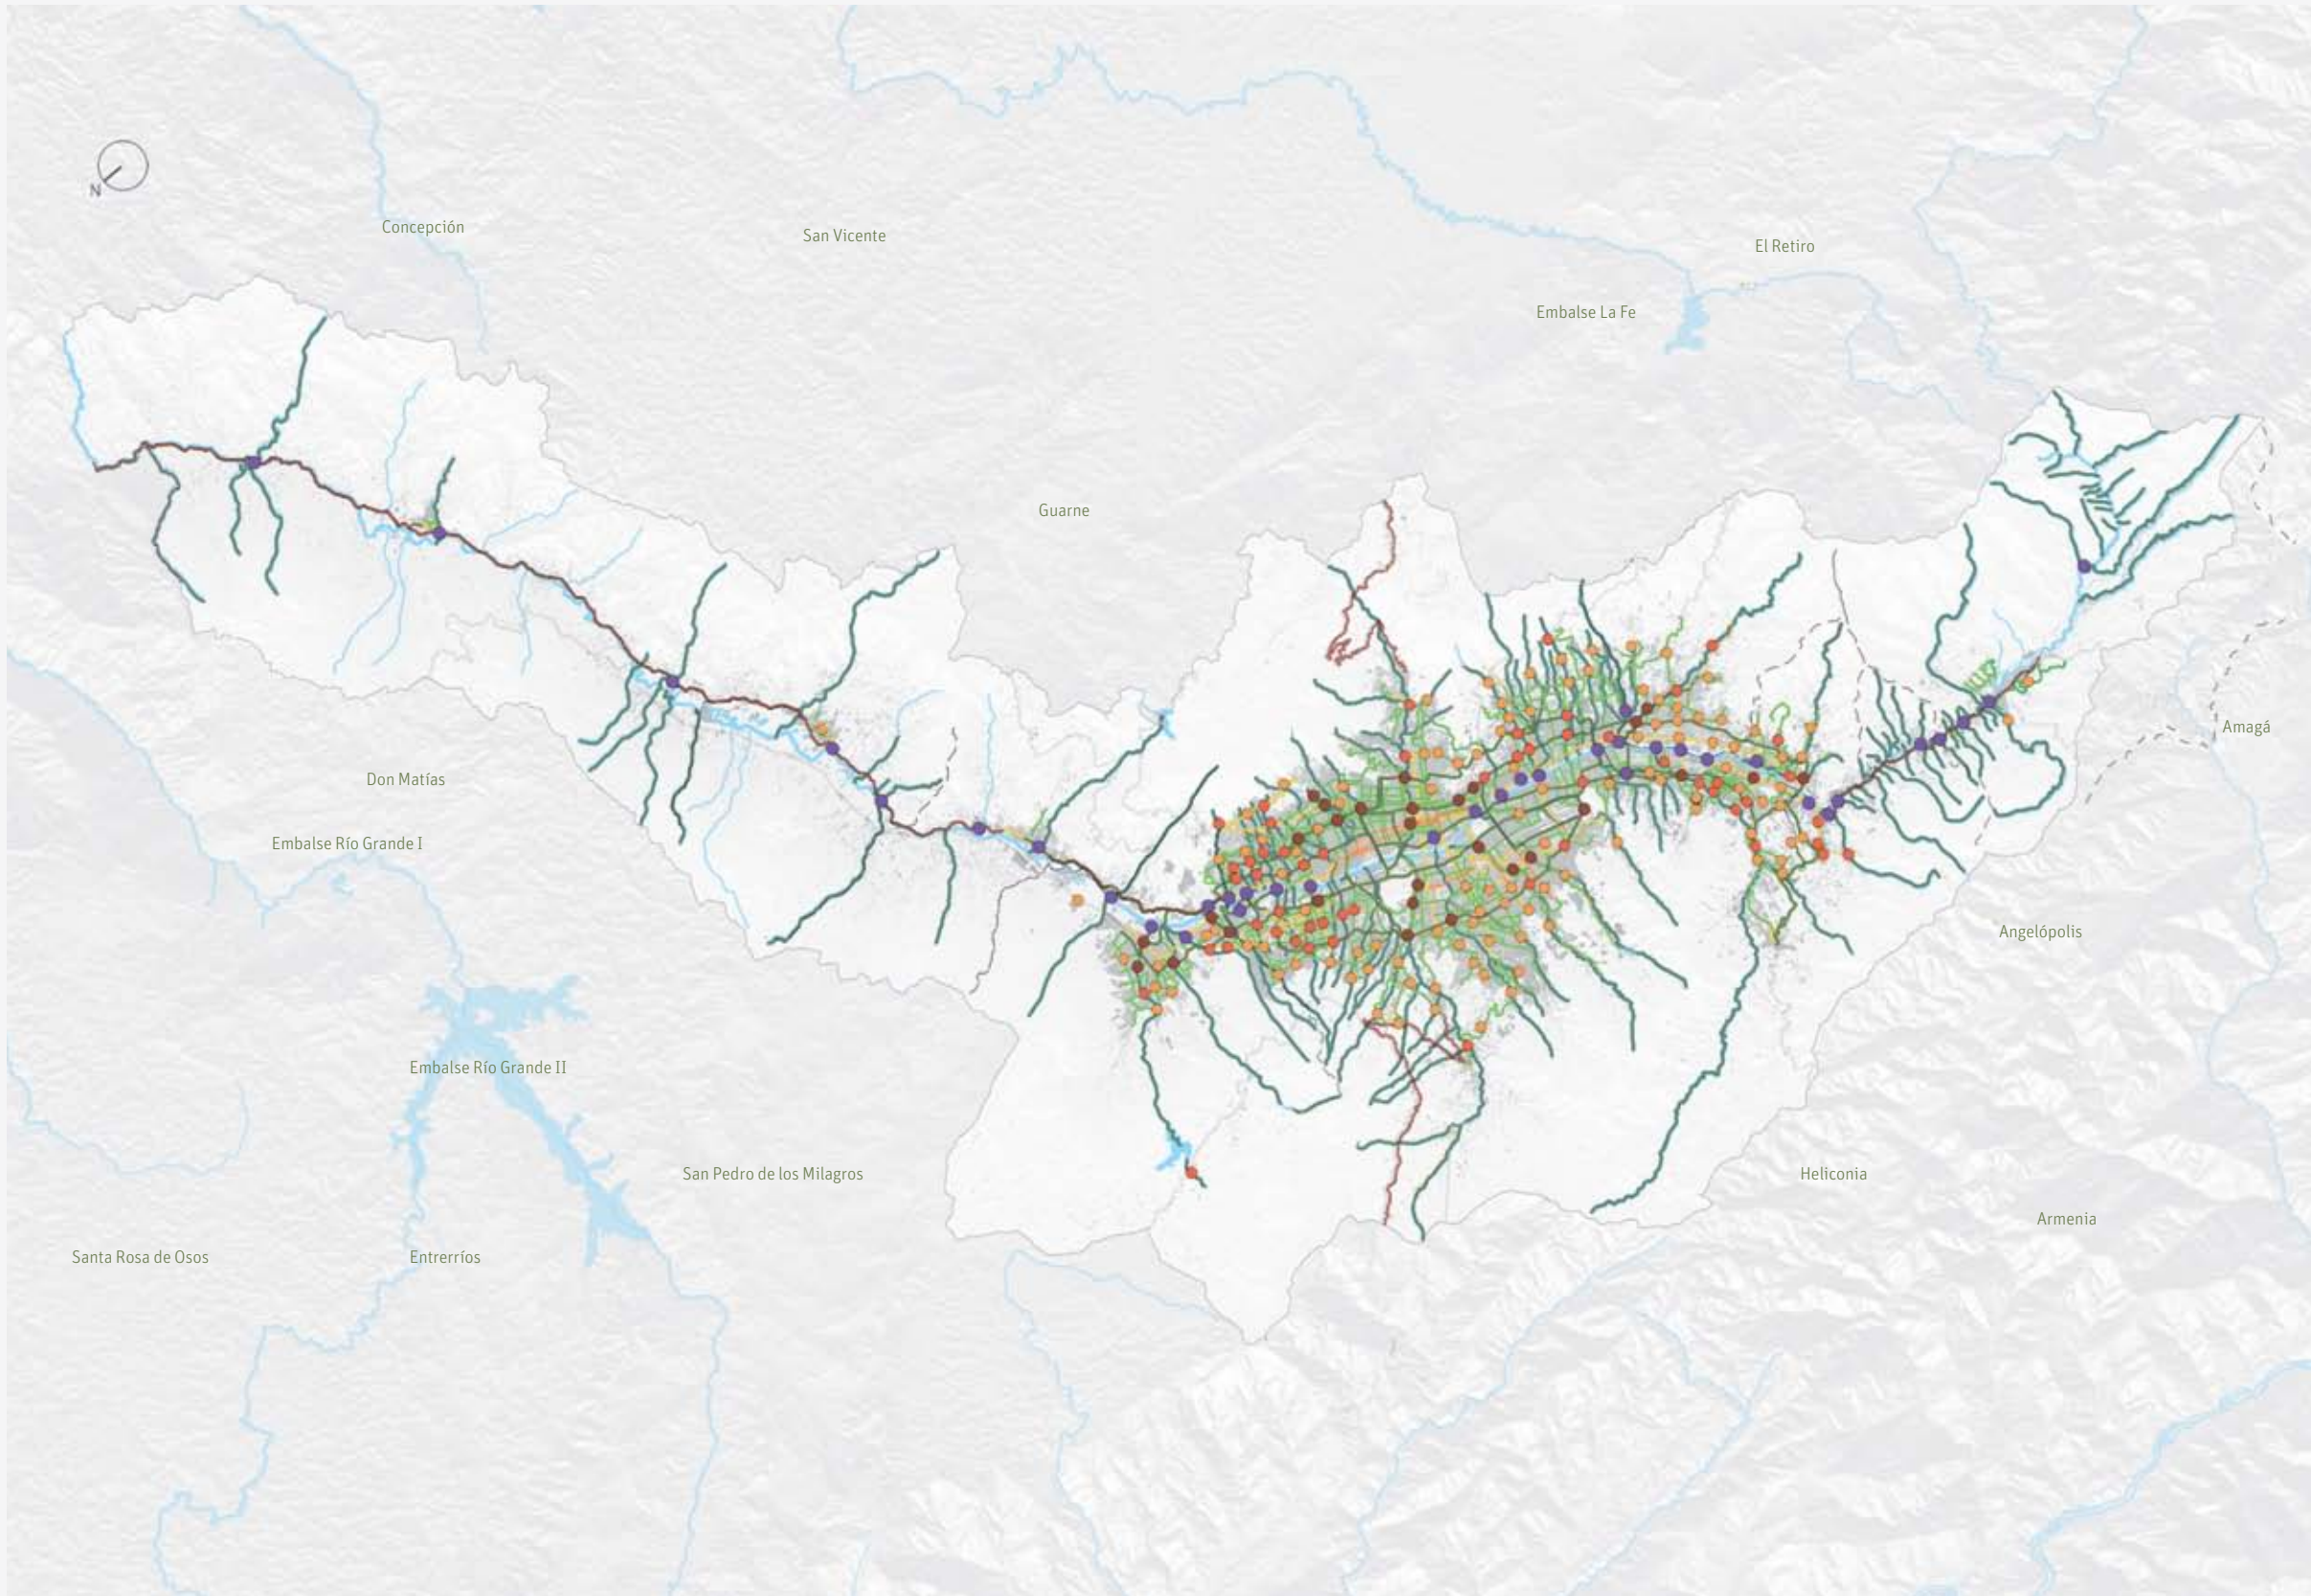 N
Concepción
San Vicente
El Retiro
Embalse La Fe
Guarne
Amagá
Don Matías
Embalse Río Grande I
Angelópolis
Embalse Río Grande II
San Pedro de los Milagros
Heliconia
Armenia
Santa Rosa de Osos
Entrerríos